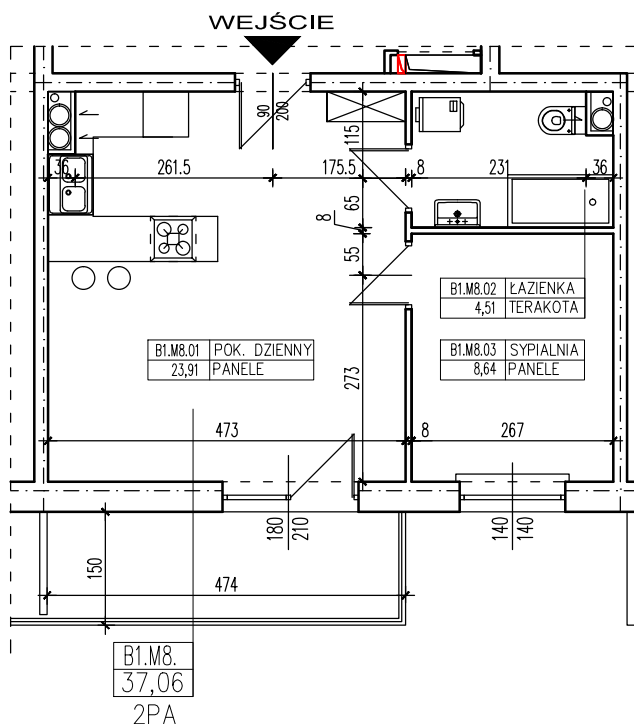 WEJŚCIE
90
200
115
36
261.5
175.5
8
231
36
65
8
55
B1.M8.02 ŁAZIENKA
4,51 TERAKOTA
B1.M8.01 POK. DZIENNY
23,91 PANELE
B1.M8.03 SYPIALNIA
8,64 PANELE
273
473
8
267
180
210
140
140
150
474
B1.M8.
37,06
2PA